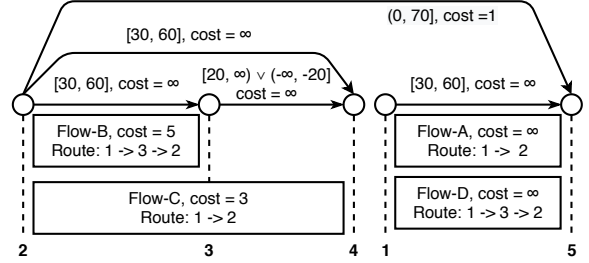 (0, 70], cost =1
[30, 60], cost = ∞
[30, 60], cost = ∞
[20, ∞) ∨ (-∞, -20]
cost = ∞
[30, 60], cost = ∞
Flow-B, cost = 5
Route: 1 -> 3 -> 2
Flow-A, cost = ∞
Route: 1 -> 2
Flow-C, cost = 3
Route: 1 -> 2
Flow-D, cost = ∞
Route: 1 -> 3 -> 2
2 3 4 1 5